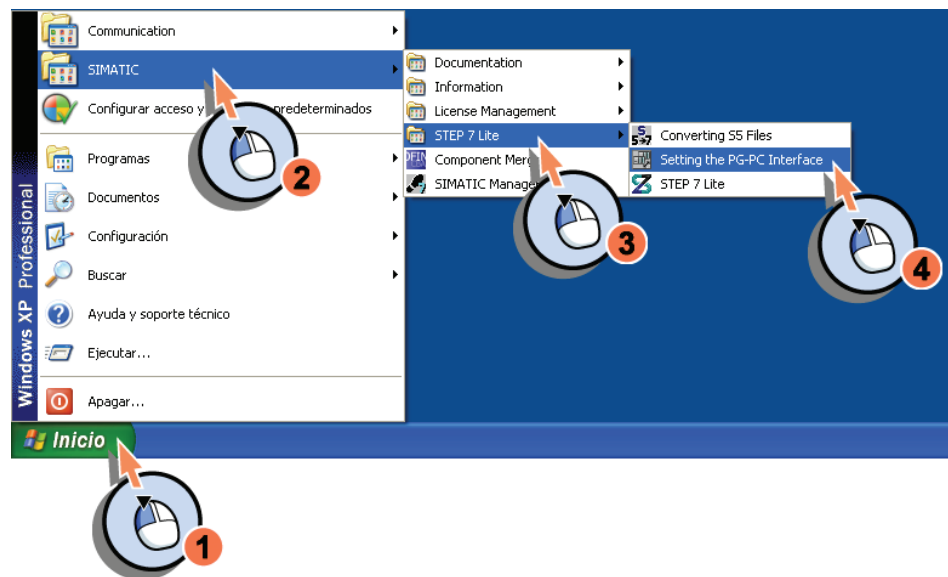 Communication
SIMATIC
Configurar acceso y predeterminados
Programas
Documentos
Configuración
Buscar
Ayuda y soporte técnico
Ejecutar...
Apagar...
Windows XP Professional
Inicio
Documentation
Information
License Management
STEP 7 Lite
Component Mer
SIMATIC Manage
Converting S5 Files
Setting the PG-PC Interface
STEP 7 Lite
1
2
3
4